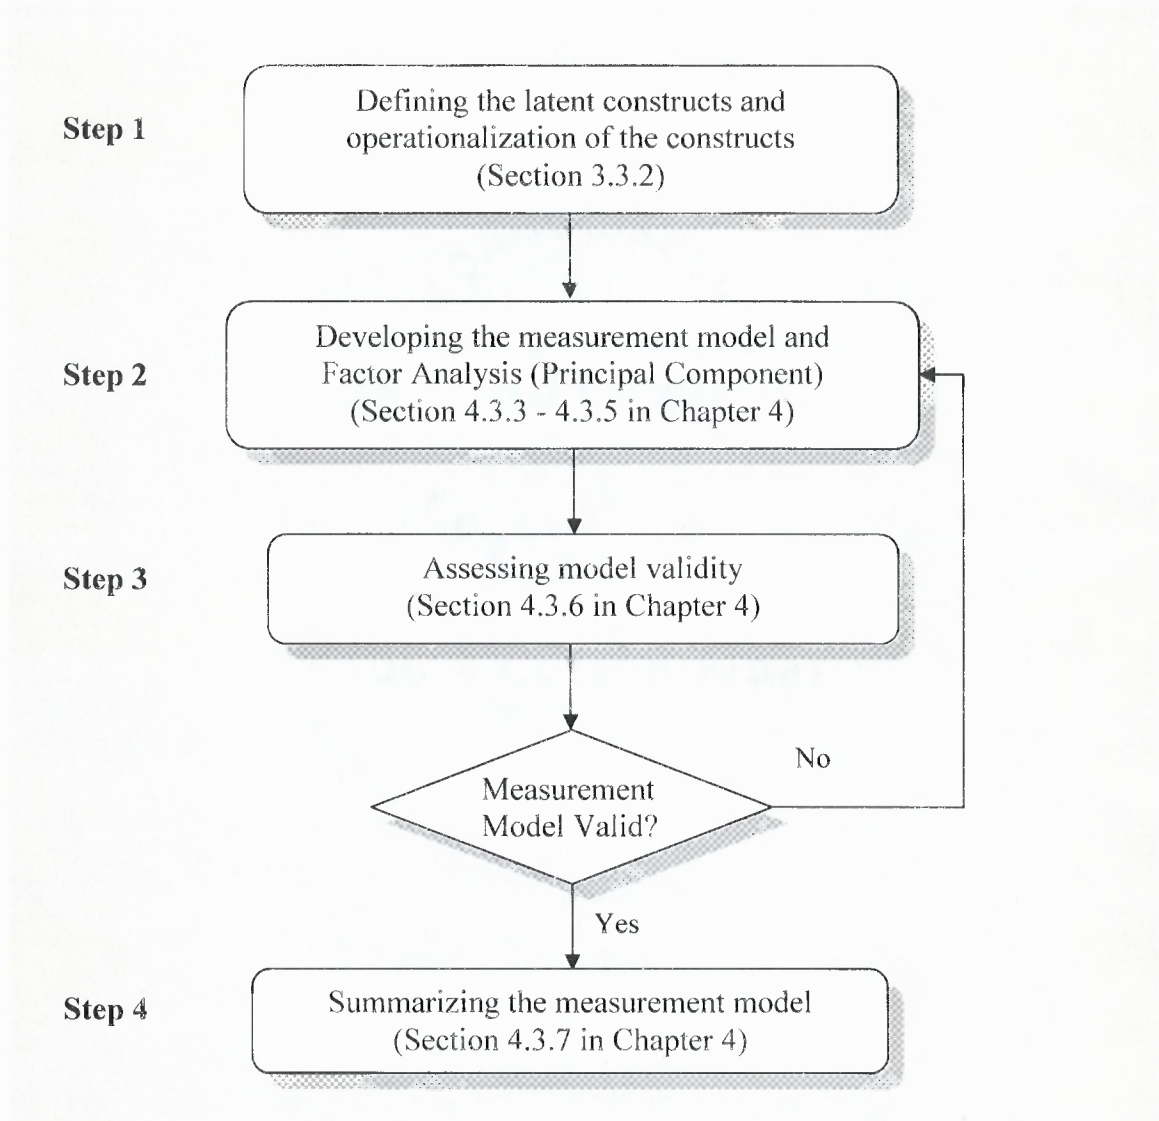 Step 1
Defining the latent constructs and
operationalization of the constructs
(Section 3.3.2)
Step 2
Developing the measurement model and
Factor Analysis (Principal Component)
(Section 4.3.3 - 4.3.5 in Chapter 4)
Step 3
Assessing model validity
(Section 4.3.6 in Chapter 4)
Measurement
Model Valid?
No
Yes
Step 4
Summarizing the measurement model
(Section 4.3.7 in Chapter 4)